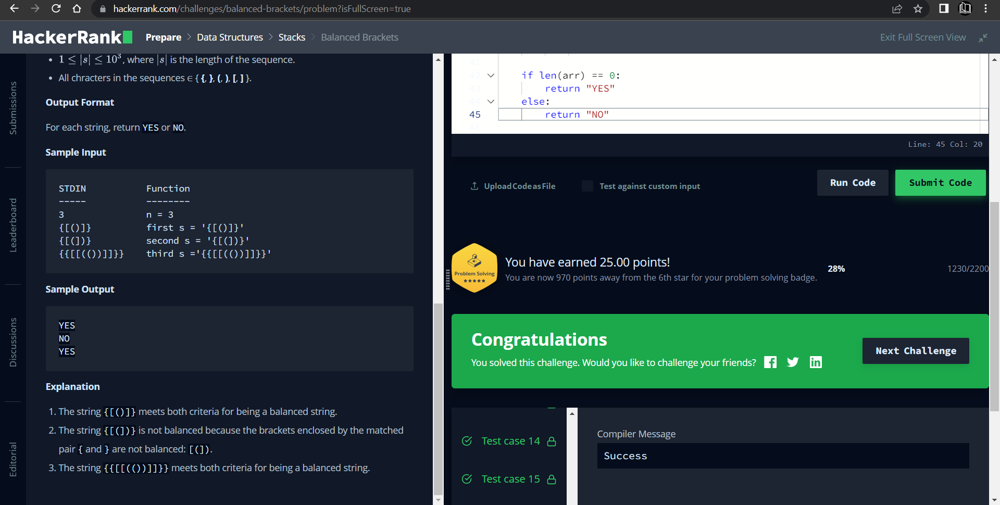 hackerrank.com/challenges/balanced-brackets/problem?isFullScreen=true
HackerRank
Prepare > Data Structures > Stacks > Balanced Brackets
Exit Full Screen View
Submissions
Leaderboard
Discussions
Editorial
• 1 ≤ |s| ≤ 10³, where |s| is the length of the sequence.
• All chracters in the sequences ∈ { {, }, (, ), [, ] }.
Output Format
For each string, return YES or NO.
Sample Input
STDIN Function
----- --------
3 n = 3
{[()]} first s = '{[()]}'
{[(])} second s = '{[(])}'
{{[[(())]]}} third s ='{{[[(())]]}}'
Sample Output
YES
NO
YES
Explanation
1. The string {[()]} meets both criteria for being a balanced string.
2. The string {[(])} is not balanced because the brackets enclosed by the matched
pair { and } are not balanced: [(]).
3. The string {{[[(())]]}} meets both criteria for being a balanced string.
41
42 if len(arr) == 0:
43 return "YES"
44 else:
45 return "NO"
46
Line: 45 Col: 20
Upload Code as File
Test against custom input
Run Code
Submit Code
Problem Solving
You have earned 25.00 points!
You are now 970 points away from the 6th star for your problem solving badge.
28%
1230/2200
Congratulations
You solved this challenge. Would you like to challenge your friends?
Next Challenge
Test case 14
Test case 15
Compiler Message
Success